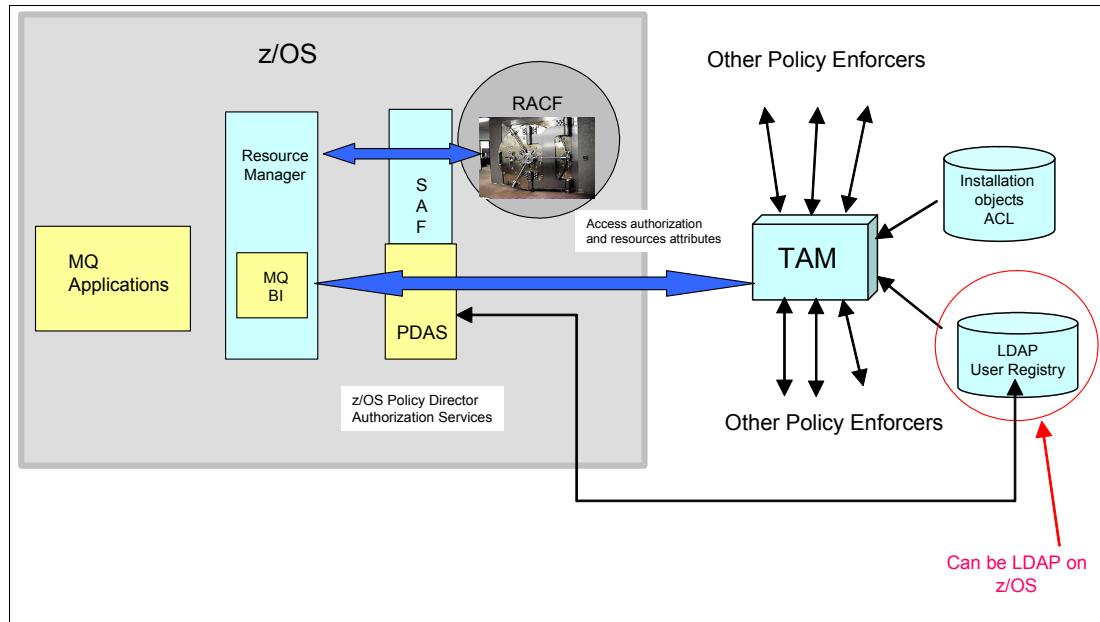 z/OS
RACF
Resource
Manager
S
A
F
MQ
Applications
MQ
BI
PDAS
z/OS Policy Director
Authorization Services
Access authorization
and resources attributes
Other Policy Enforcers
TAM
Installation
objects
ACL
LDAP
User Registry
Other Policy Enforcers
Can be LDAP on
z/OS